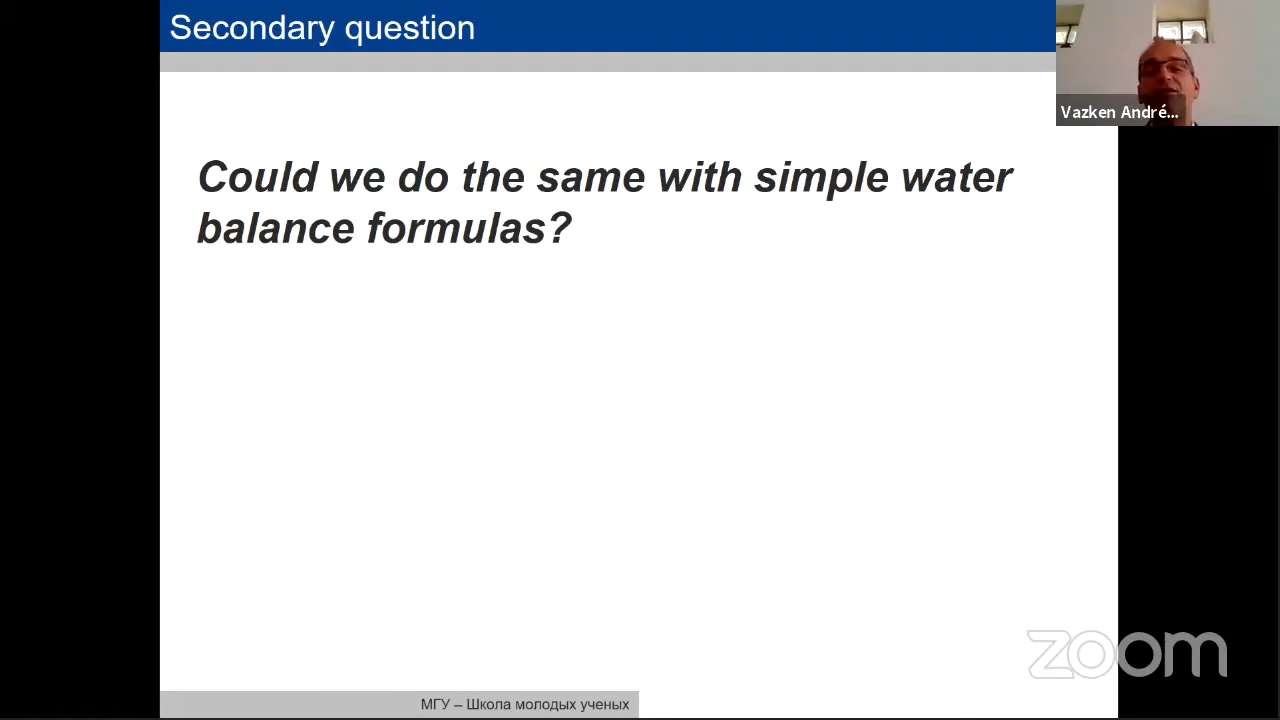 Secondary question
Vazken André...
Could we do the same with simple water
balance formulas?
zoom
МГУ – Школа молодых ученых